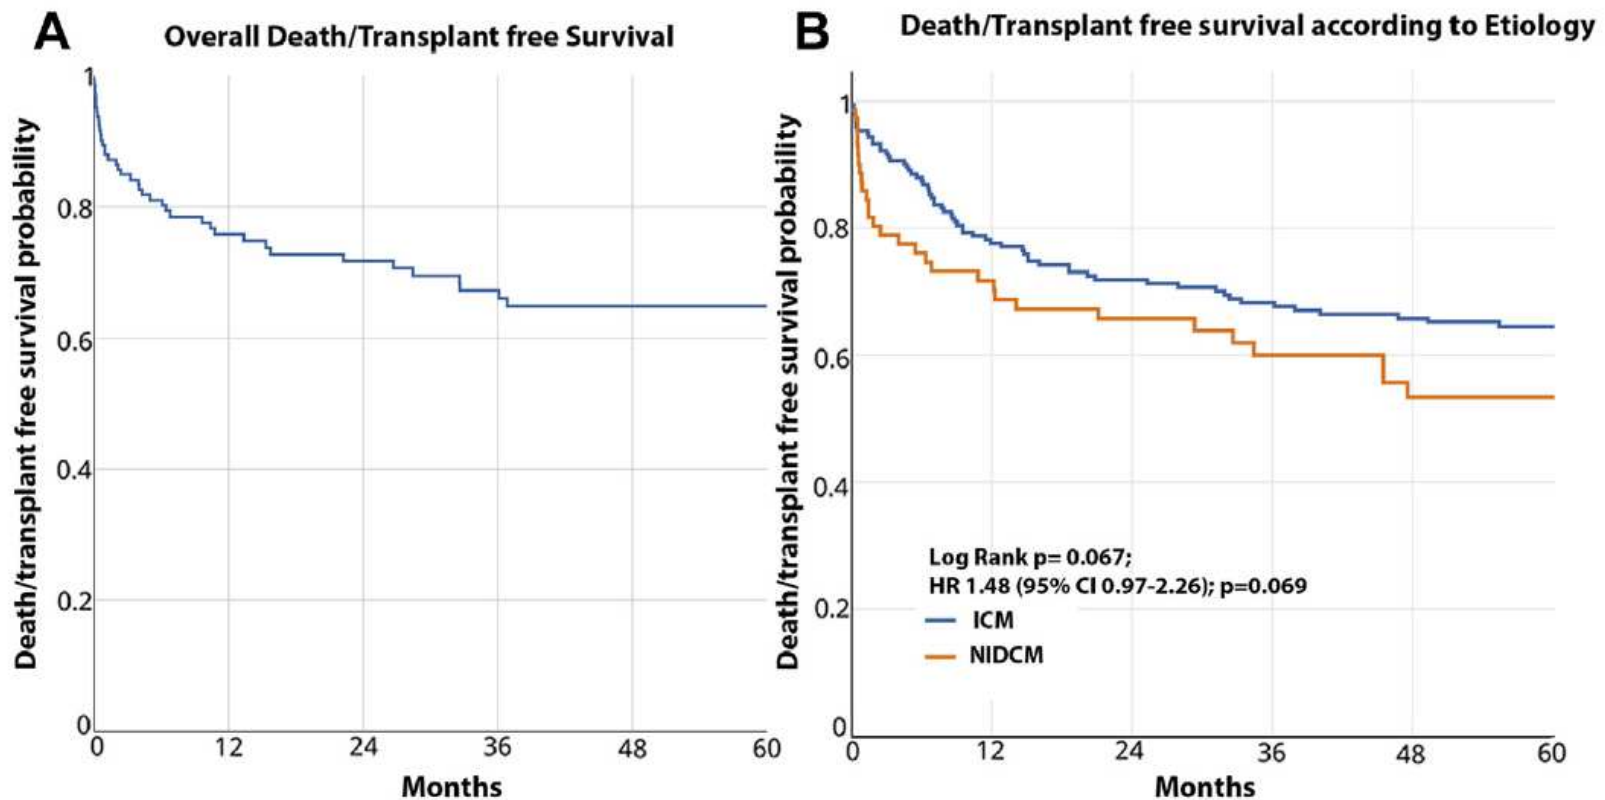 A
Overall Death/Transplant free Survival
Death/transplant free survival probability
1
0.8
0.6
0.4
0.2
0
0 12 24 36 48 60
Months
B
Death/Transplant free survival according to Etiology
Death/transplant free survival probability
1
0.8
0.6
0.4
0.2
0
Log Rank p= 0.067;
HR 1.48 (95% CI 0.97-2.26); p=0.069
ICM
NIDCM
0 12 24 36 48 60
Months